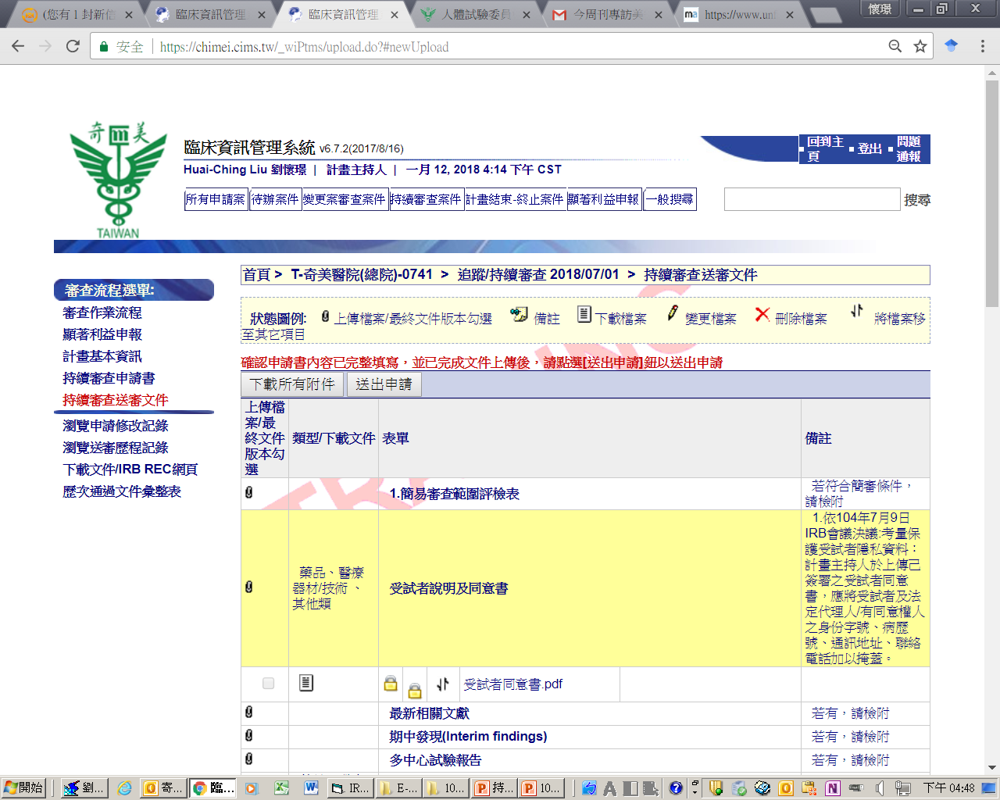 (您有 1 封新信
臨床資訊管理
臨床資訊管理
人體試驗委員
今周刊專訪美
https://www.uni
懷璟
安全 https://chimei.cims.tw/_wiPtms/upload.do?#newUpload
奇美
TAIWAN
臨床資訊管理系統 v6.7.2(2017/8/16)
回到主頁
登出
問題通報
Huai-Ching Liu 劉懷璟 | 計畫主持人 | 一月 12, 2018 4:14 下午 CST
所有申請案 待辦案件 變更案審查案件 持續審查案件 計畫結束-終止案件 顯著利益申報 一般搜尋
搜尋
首頁 > T-奇美醫院(總院)-0741 > 追蹤/持續審查 2018/07/01 > 持續審查送審文件
審查流程選單:
審查作業流程
顯著利益申報
計畫基本資訊
持續審查申請書
持續審查送審文件
瀏覽申請修改記錄
瀏覽送審歷程記錄
下載文件/IRB REC網頁
歷次通過文件彙整表
狀態圖例: 上傳檔案/最終文件版本勾選 備註 下載檔案 變更檔案 刪除檔案 將檔案移
至其它項目
確認申請書內容已完整填寫，並已完成文件上傳後，請點選[送出申請]鈕以送出申請
下載所有附件 送出申請
上傳檔
案/最
終文件
版本勾
選
類型/下載文件
表單
備註
1.簡易審查範圍評檢表
若符合簡審條件，
請檢附
藥品、醫療
器材/技術 、
其他類
受試者說明及同意書
1.依104年7月9日
IRB會議決議:考量保
護受試者隱私資料：
計畫主持人於上傳已
簽署之受試者同意
書，應將受試者及法
定代理人/有同意權人
之身份字號、病歷
號、通訊地址、聯絡
電話加以掩蓋。
受試者同意書.pdf
最新相關文獻 若有，請檢附
期中發現(Interim findings) 若有，請檢附
多中心試驗報告 若有，請檢附
開始
劉...
寄...
臨...
IR...
E-...
10...
持...
10...
下午 04:48